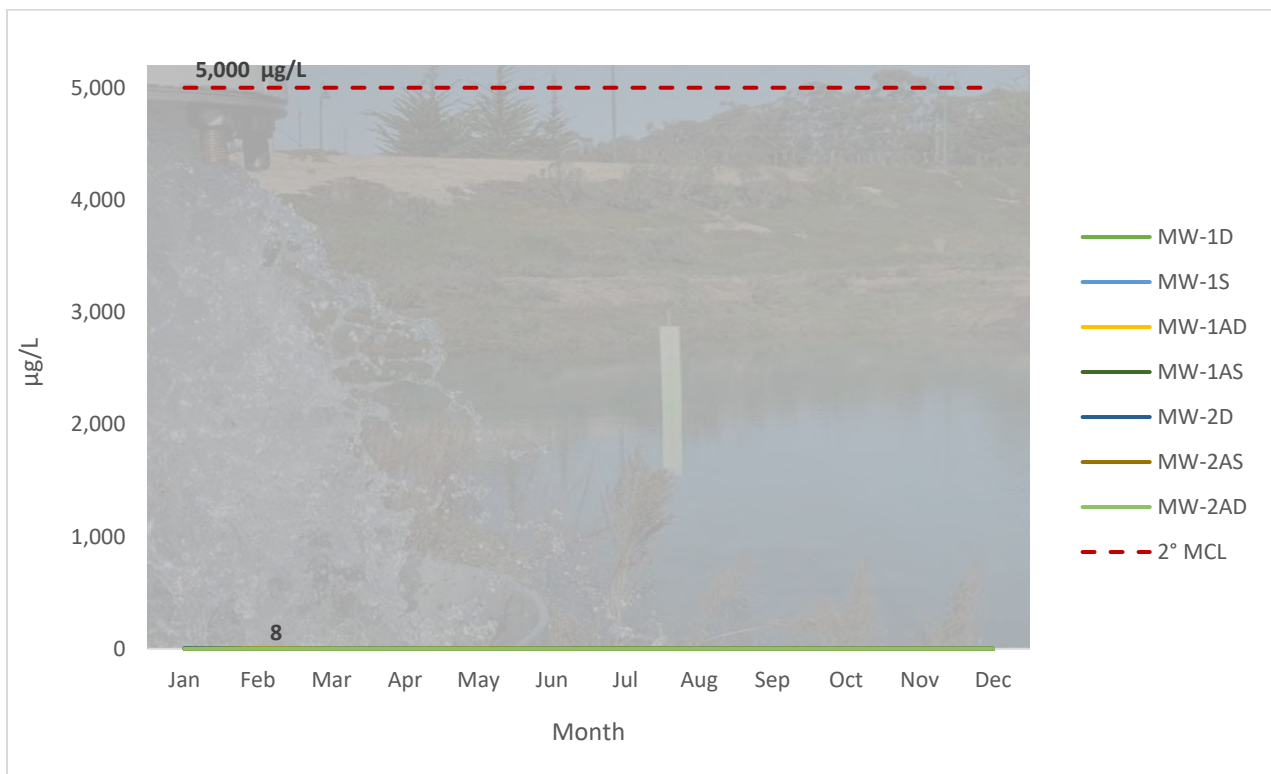 5,000 µg/L
5,000
4,000
3,000
2,000
1,000
0
µg/L
8
Jan Feb Mar Apr May Jun Jul Aug Sep Oct Nov Dec
Month
MW-1D
MW-1S
MW-1AD
MW-1AS
MW-2D
MW-2AS
MW-2AD
2° MCL